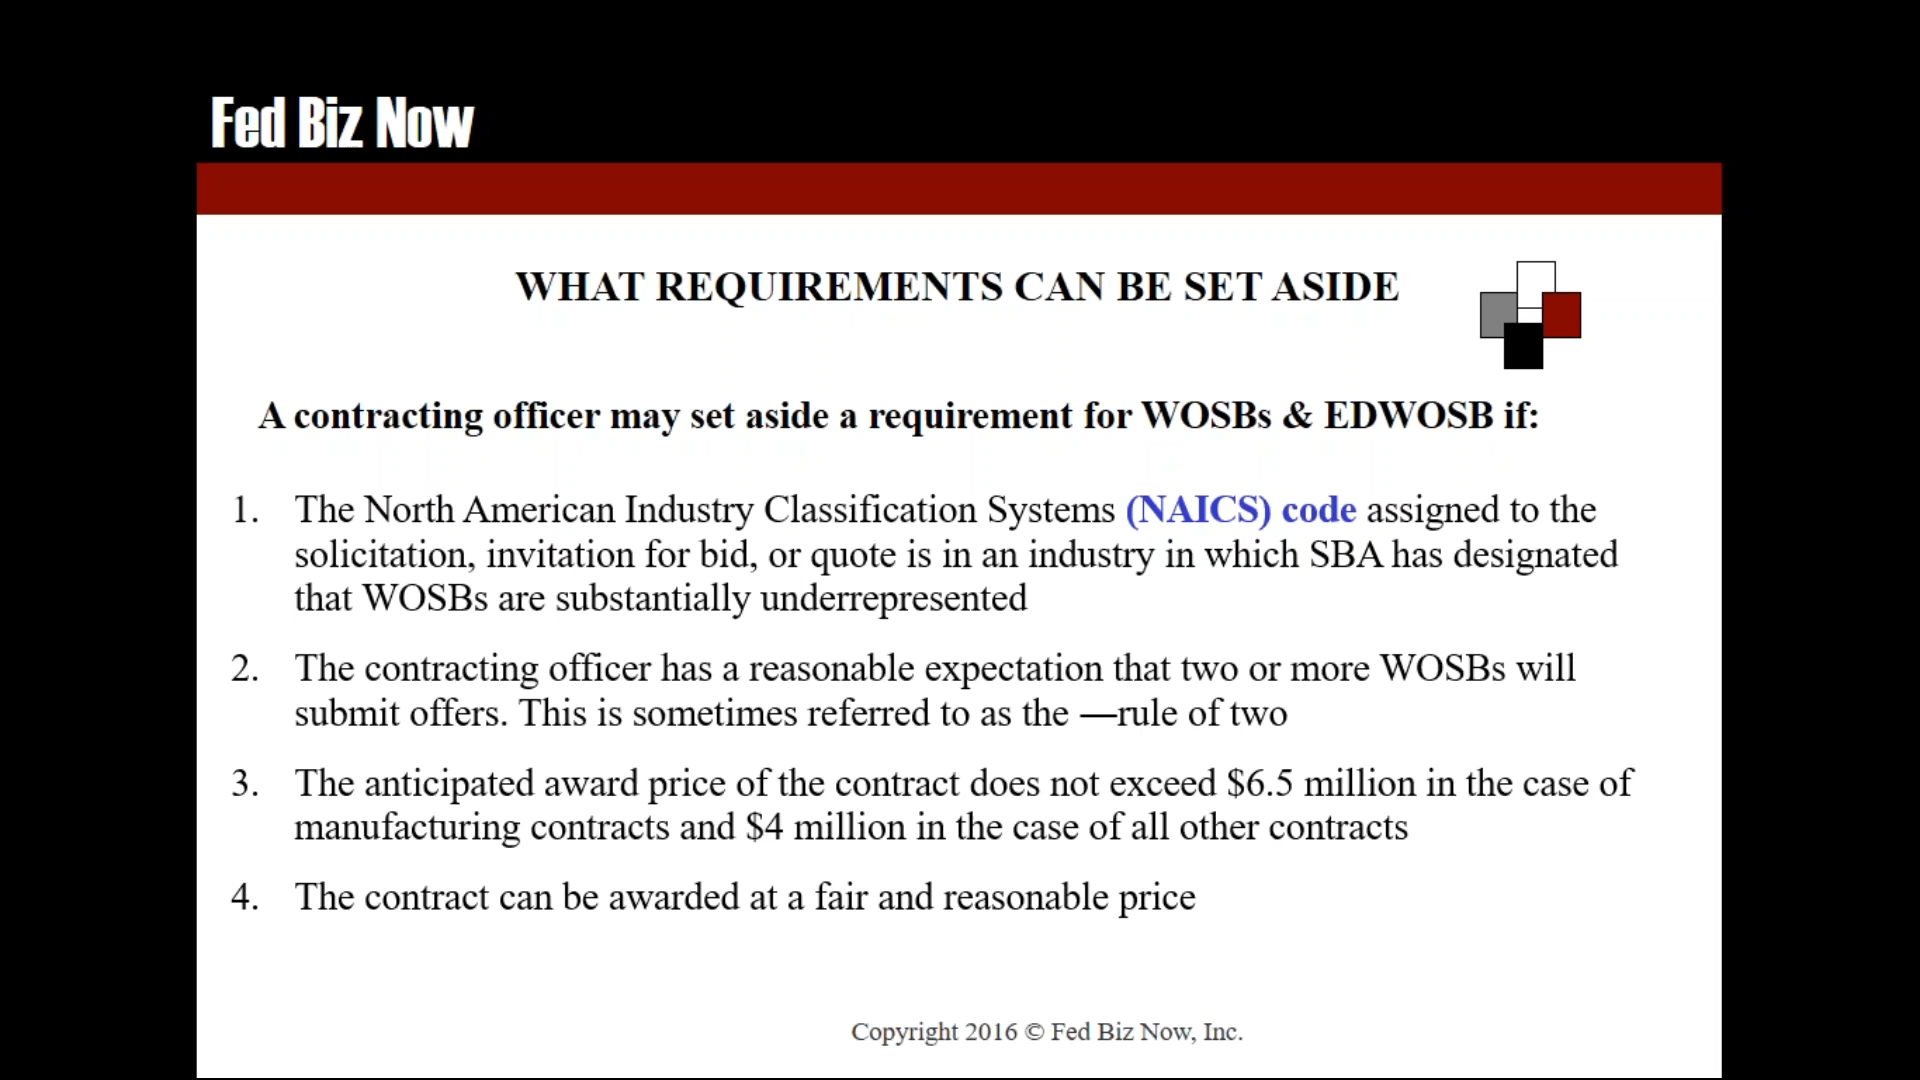 Fed Biz Now
WHAT REQUIREMENTS CAN BE SET ASIDE
A contracting officer may set aside a requirement for WOSBs & EDWOSB if:
1. The North American Industry Classification Systems (NAICS) code assigned to the
solicitation, invitation for bid, or quote is in an industry in which SBA has designated
that WOSBs are substantially underrepresented
2. The contracting officer has a reasonable expectation that two or more WOSBs will
submit offers. This is sometimes referred to as the —rule of two
3. The anticipated award price of the contract does not exceed $6.5 million in the case of
manufacturing contracts and $4 million in the case of all other contracts
4. The contract can be awarded at a fair and reasonable price
Copyright 2016 © Fed Biz Now, Inc.